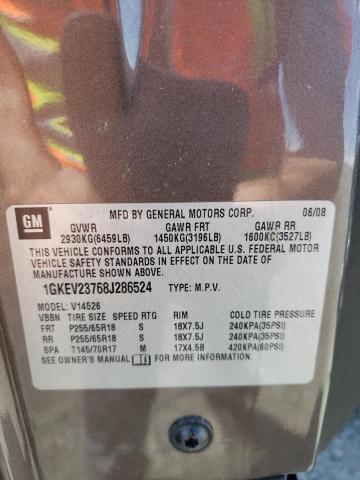 MFD BY GENERAL MOTORS CORP. 06/08
GM
GVWR GAWR FRT GAWR RR
2930KG(6459LB) 1450KG(3196LB) 1600KG(3527LB)
THIS VEHICLE CONFORMS TO ALL APPLICABLE U.S. FEDERAL MOTOR
VEHICLE SAFETY STANDARDS IN EFFECT ON THE DATE OF
MANUFACTURE SHOWN ABOVE.
1GKEV23768J286524 TYPE: M.P.V.
MODEL: V14526
VBBN TIRE SIZE SPEED RTG RIM COLD TIRE PRESSURE
FRT P255/65R18 S 18X7.5J 240KPA(35PSI)
RR P255/65R18 S 18X7.5J 240KPA(35PSI)
SPA T145/70R17 M 17X4.5B 420KPA(60PSI)
SEE OWNER'S MANUAL FOR MORE INFORMATION.